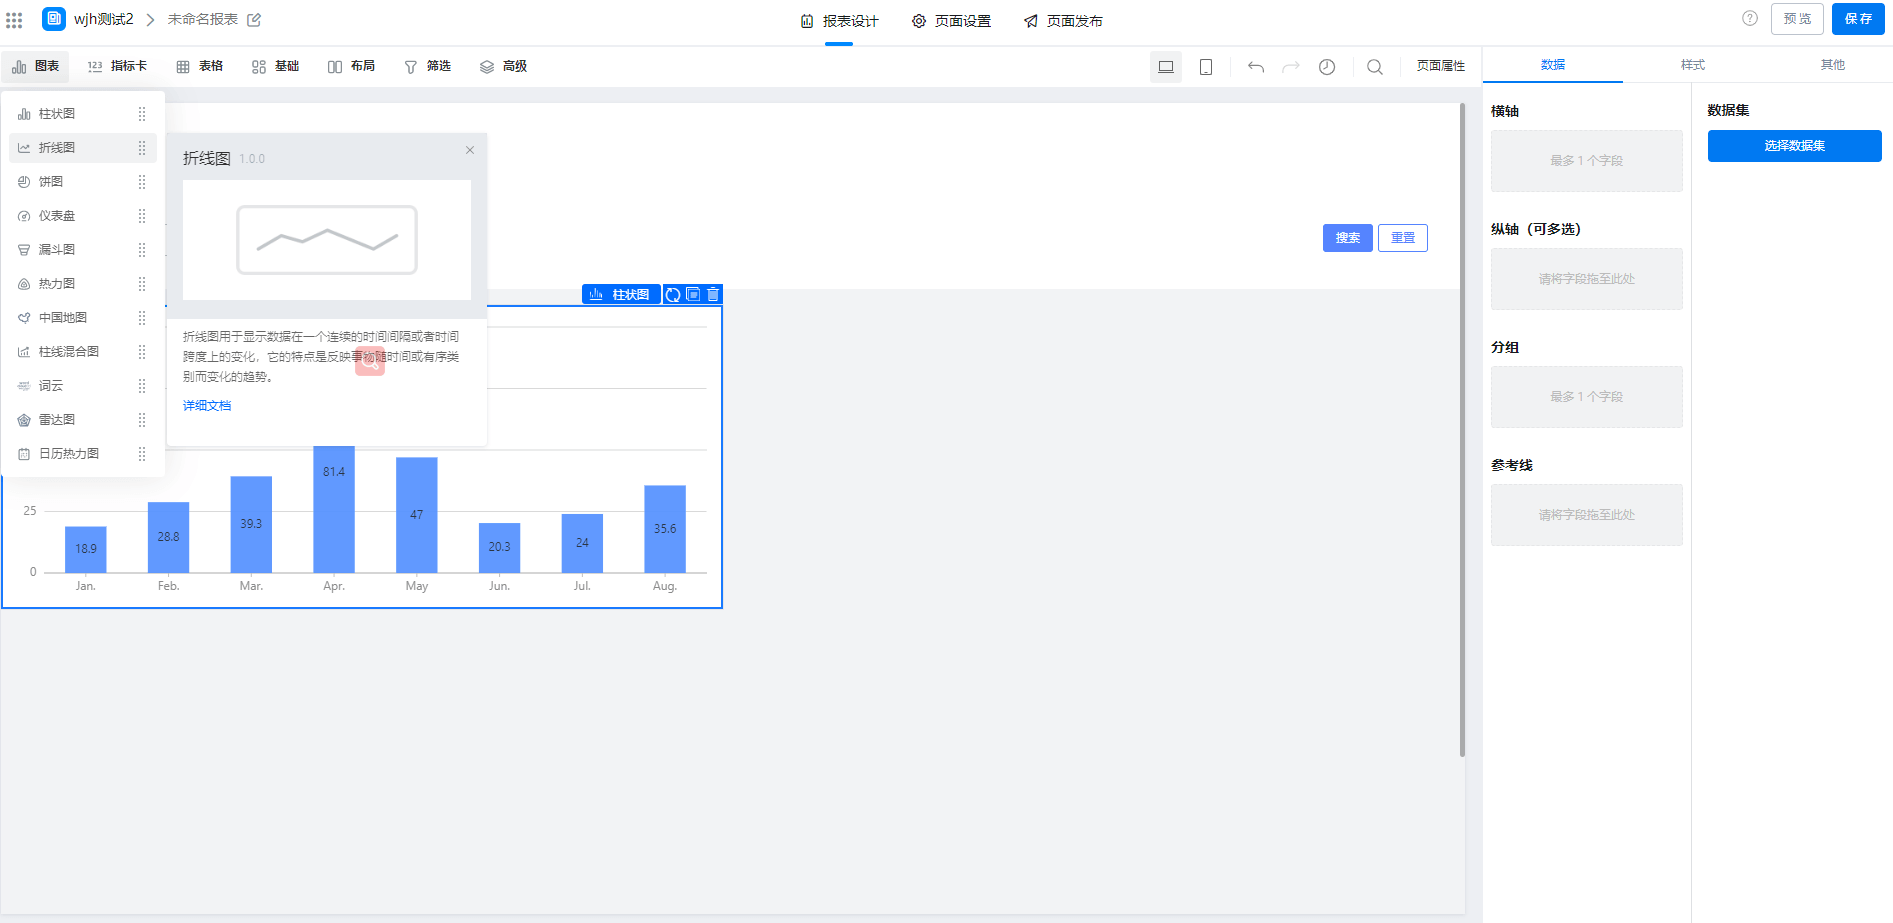 wjh测试2
未命名报表
报表设计
页面设置
页面发布
预 览
保 存
图表
指标卡
表格
基础
布局
筛选
高级
页面属性
数据
样式
其他
柱状图
折线图
饼图
仪表盘
漏斗图
热力图
中国地图
柱线混合图
词云
雷达图
日历热力图
折线图 1.0.0
折线图用于显示数据在一个连续的时间间隔或者时间
跨度上的变化，它的特点是反映事物随时间或有序类
别而变化的趋势。
详细文档
搜索
重置
柱状图
25
0
18.9
28.8
39.3
81.4
47
20.3
24
35.6
Jan.
Feb.
Mar.
Apr.
May
Jun.
Jul.
Aug.
横轴
最多 1 个字段
纵轴（可多选）
请将字段拖至此处
分组
最多 1 个字段
参考线
请将字段拖至此处
数据集
选择数据集